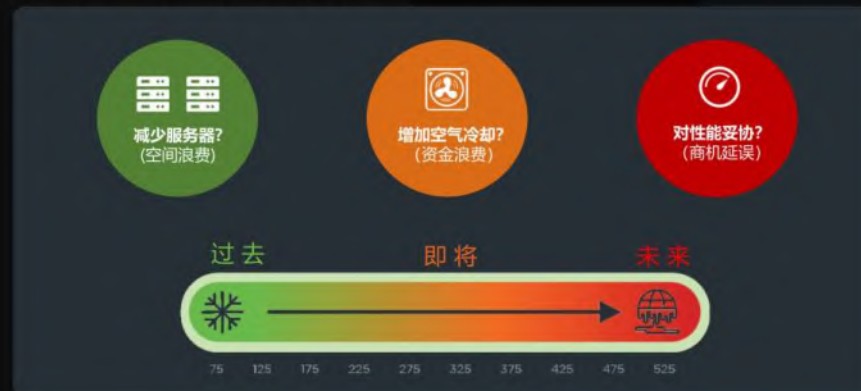 减少服务器?
(空间浪费)
增加空气冷却?
(资金浪费)
对性能妥协?
(商机延误)
过去 即将 未来
75 125 175 225 275 325 375 425 475 525